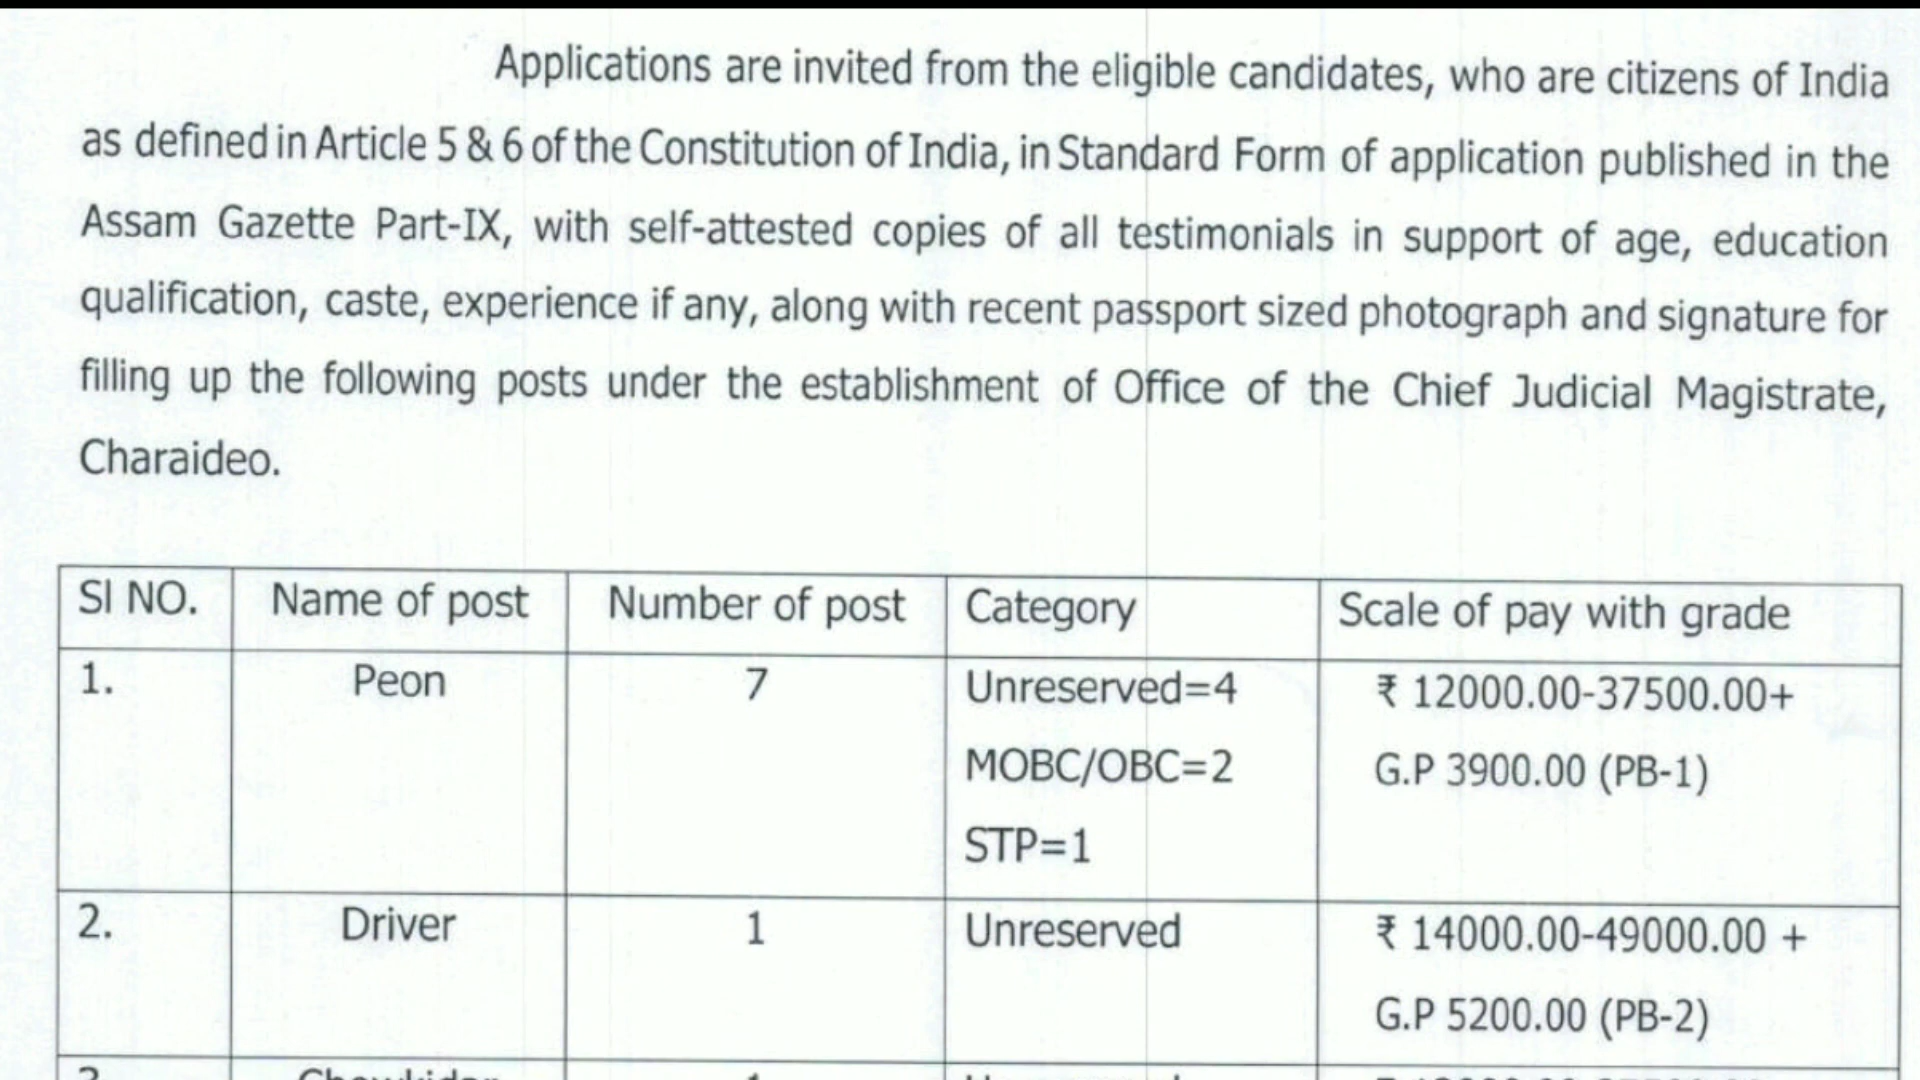 Applications are invited from the eligible candidates, who are citizens of India
as defined in Article 5 & 6 of the Constitution of India, in Standard Form of application published in the
Assam Gazette Part-IX, with self-attested copies of all testimonials in support of age, education
qualification, caste, experience if any, along with recent passport sized photograph and signature for
filling up the following posts under the establishment of Office of the Chief Judicial Magistrate,
Charaideo.
Sl NO. Name of post Number of post Category Scale of pay with grade
1. Peon 7 Unreserved=4 ₹ 12000.00-37500.00+
MOBC/OBC=2 G.P 3900.00 (PB-1)
STP=1
2. Driver 1 Unreserved ₹ 14000.00-49000.00 +
G.P 5200.00 (PB-2)